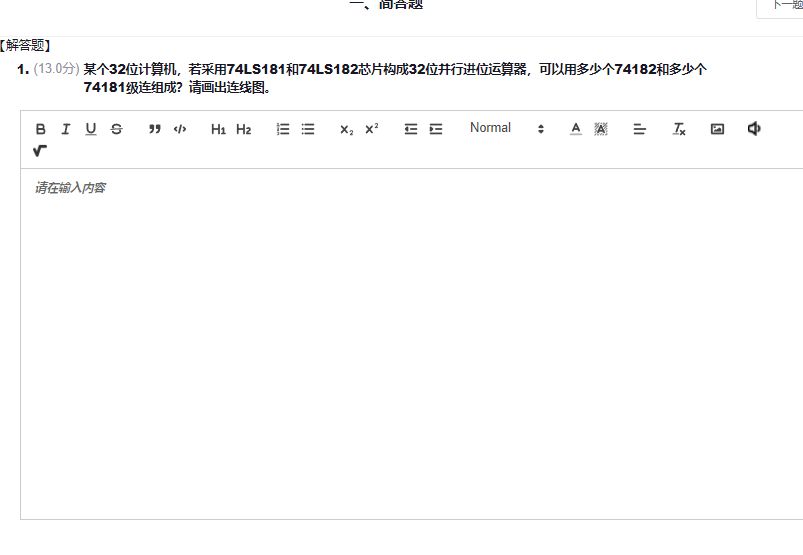 一、简答题
下一题
【解答题】
1. (13.0分) 某个32位计算机，若采用74LS181和74LS182芯片构成32位并行进位运算器，可以用多少个74182和多少个
74181级连组成？请画出连线图。
B I U S ” </> H1 H2 x₂ x² Normal A A Tx
√
请在输入内容